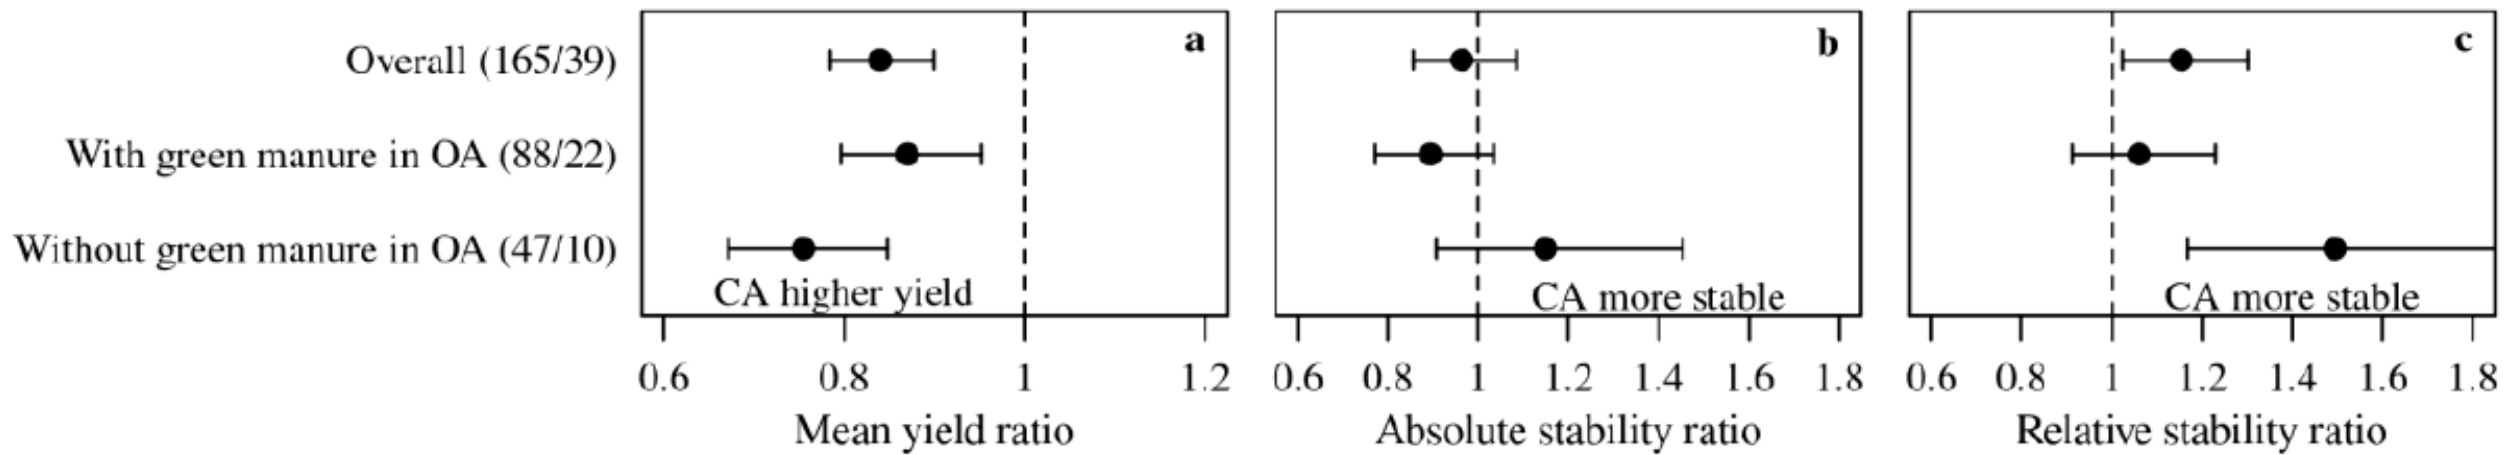 a
b
c
Overall (165/39)
With green manure in OA (88/22)
Without green manure in OA (47/10)
CA higher yield
CA more stable
CA more stable
0.6 0.8 1 1.2
0.6 0.8 1 1.2 1.4 1.6 1.8
0.6 0.8 1 1.2 1.4 1.6 1.8
Mean yield ratio
Absolute stability ratio
Relative stability ratio